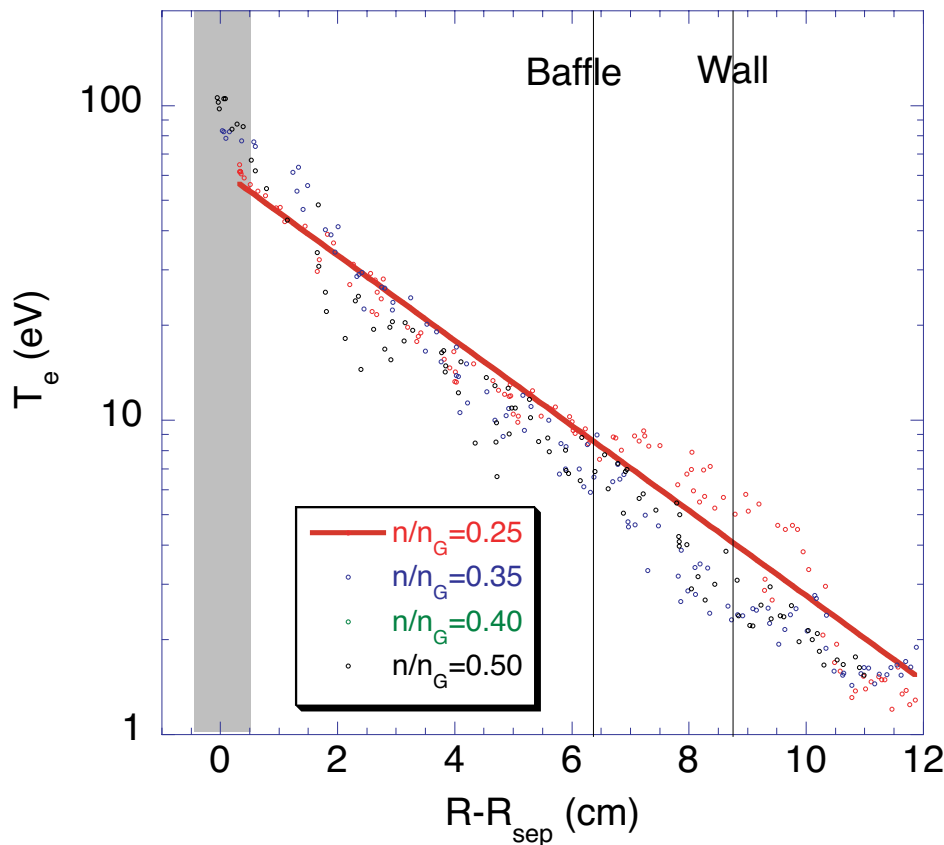 Baffle Wall
100
10
1
T_e (eV)
n/n_G=0.25
n/n_G=0.35
n/n_G=0.40
n/n_G=0.50
0 2 4 6 8 10 12
R-R_sep (cm)